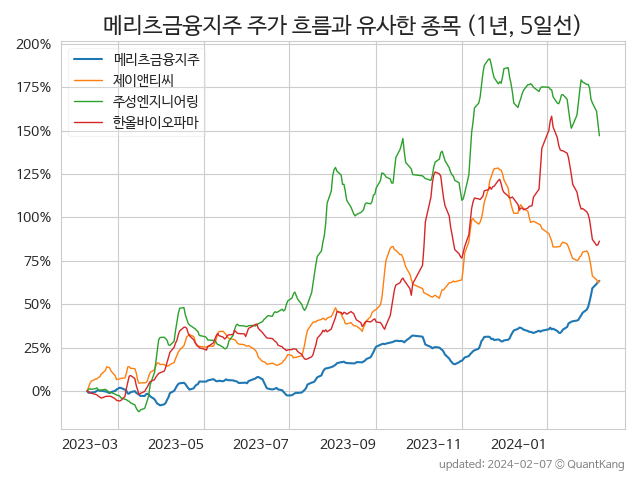 메리츠금융지주 주가 흐름과 유사한 종목 (1년, 5일선)
200%
175%
150%
125%
100%
75%
50%
25%
0%
메리츠금융지주
제이앤티씨
주성엔지니어링
한올바이오파마
2023-03 2023-05 2023-07 2023-09 2023-11 2024-01
updated: 2024-02-07 © QuantKang